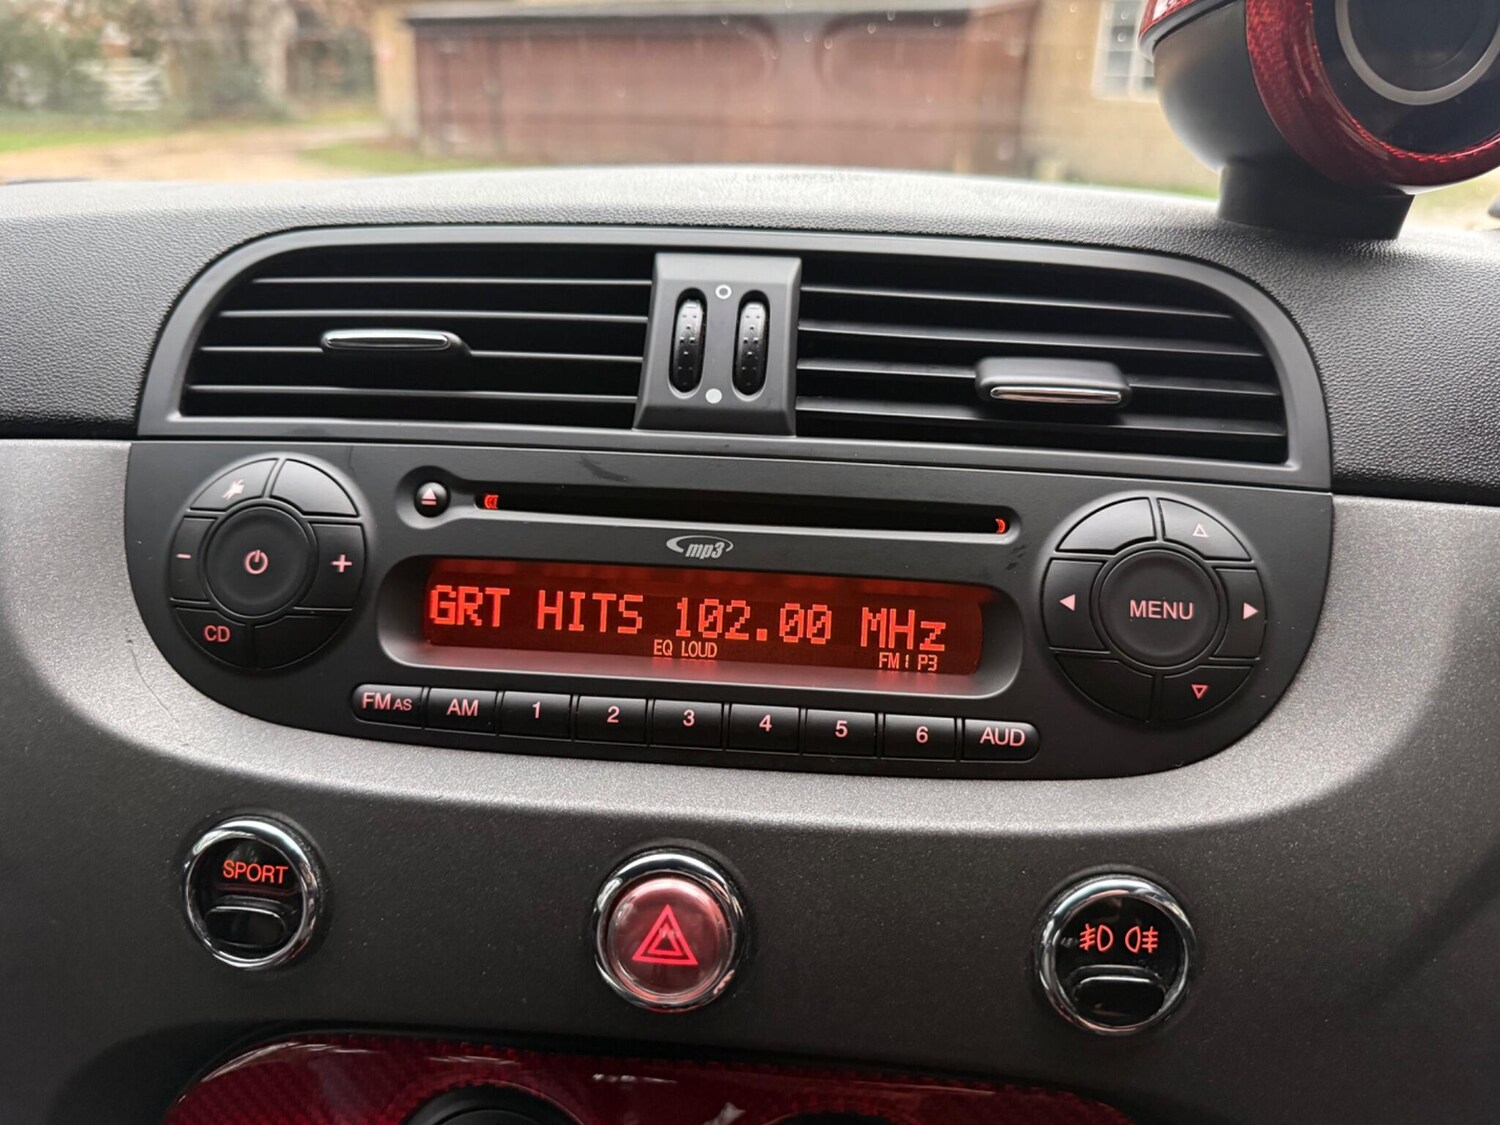 mp3
GRT HITS 102.00 MHz
EQ LOUD
FM1 P3
CD
MENU
FM AS AM 1 2 3 4 5 6 AUD
SPORT